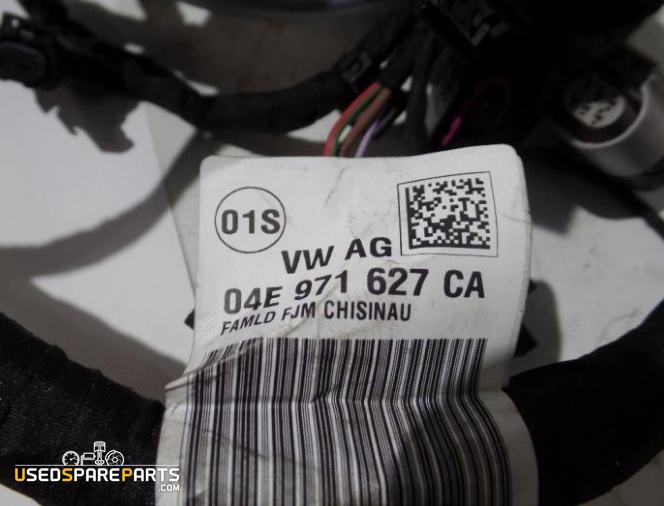 01S
VW AG
04E 971 627 CA
FAMLD FJM CHISINAU
USEDSPAREPARTS
.COM